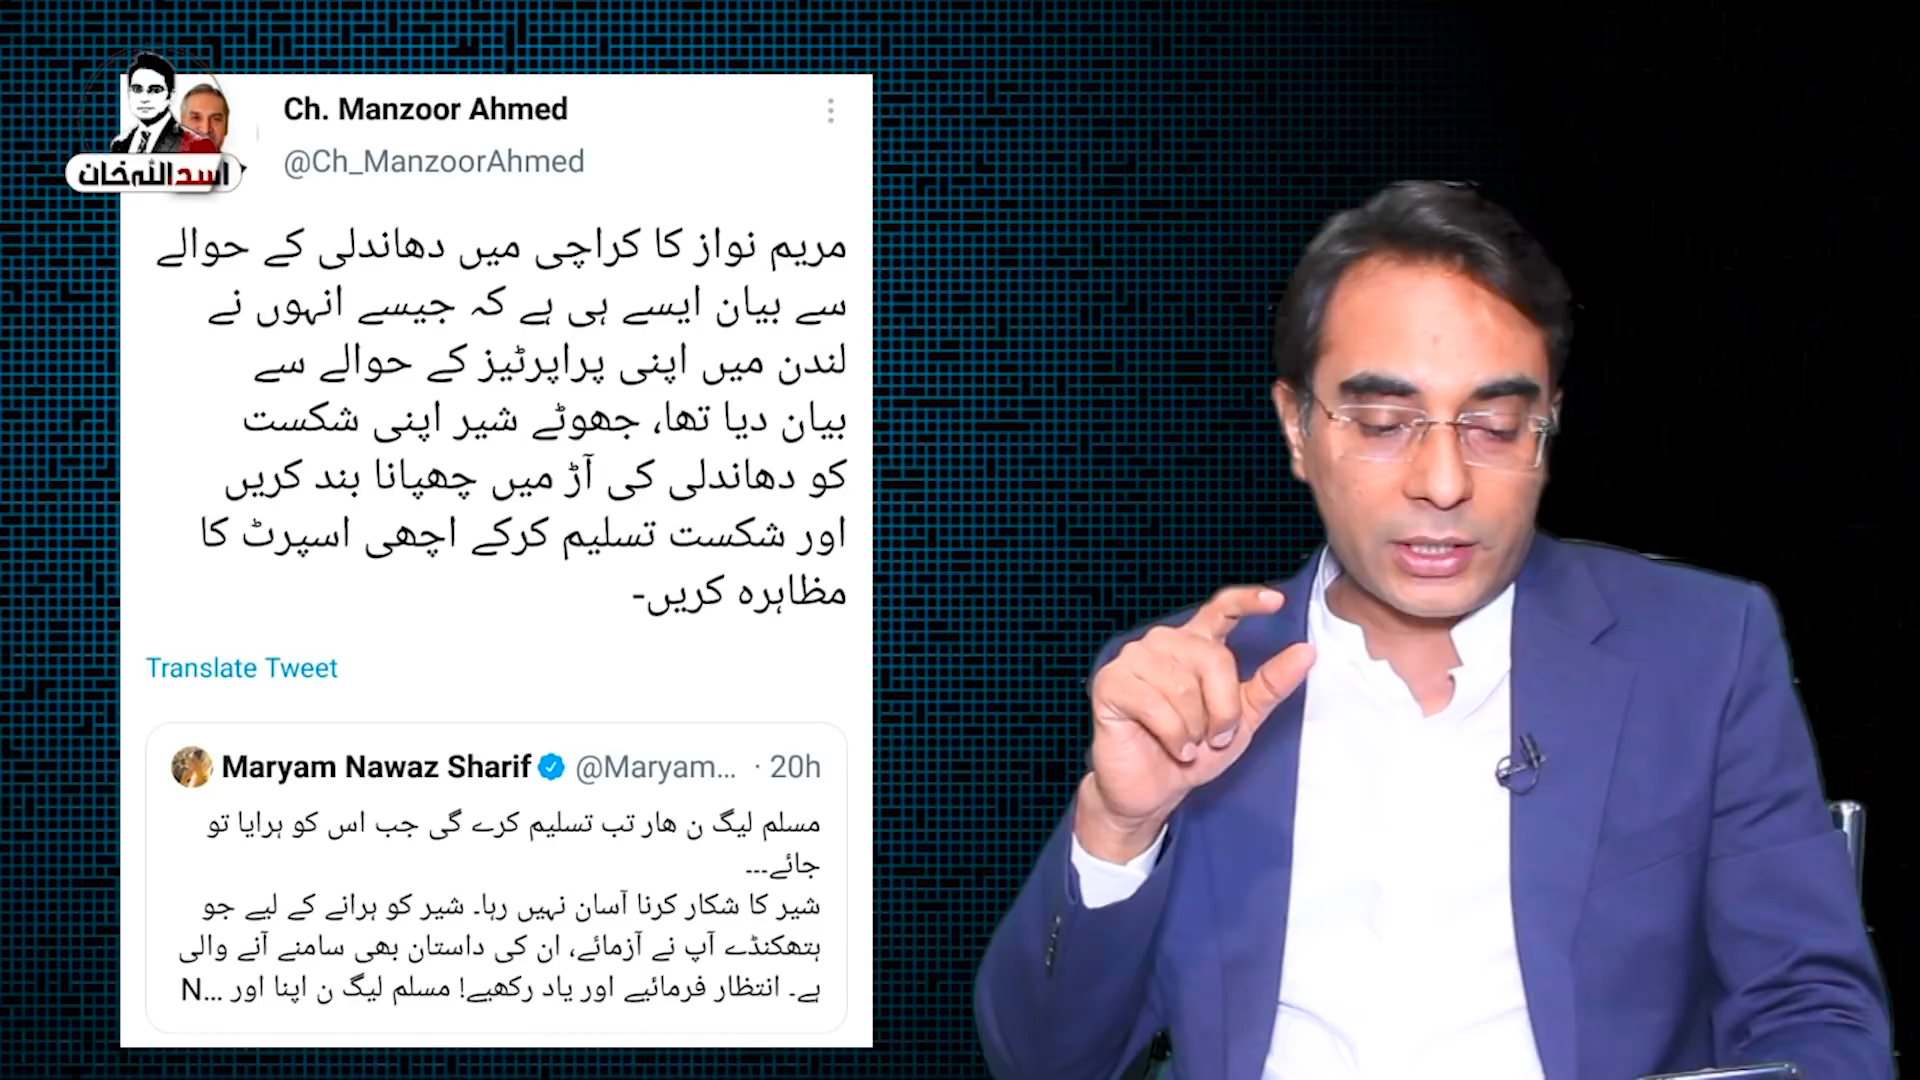 اسداللہ خان
Ch. Manzoor Ahmed
@Ch_ManzoorAhmed
مریم نواز کا کراچی میں دھاندلی کے حوالے
سے بیان ایسے ہی ہے کہ جیسے انہوں نے
لندن میں اپنی پراپرٹیز کے حوالے سے
بیان دیا تھا، جھوٹے شیر اپنی شکست
کو دھاندلی کی آڑ میں چھپانا بند کریں
اور شکست تسلیم کرکے اچھی اسپرٹ کا
مظاہرہ کریں-
Translate Tweet
Maryam Nawaz Sharif @Maryam... · 20h
مسلم لیگ ن ھار تب تسلیم کرے گی جب اس کو ہرایا تو
جائے۔۔۔
شیر کا شکار کرنا آسان نہیں رہا۔ شیر کو ہرانے کے لیے جو
ہتھکنڈے آپ نے آزمائے، ان کی داستان بھی سامنے آنے والی
ہے۔ انتظار فرمائیے اور یاد رکھیے! مسلم لیگ ن اپنا اور ...N